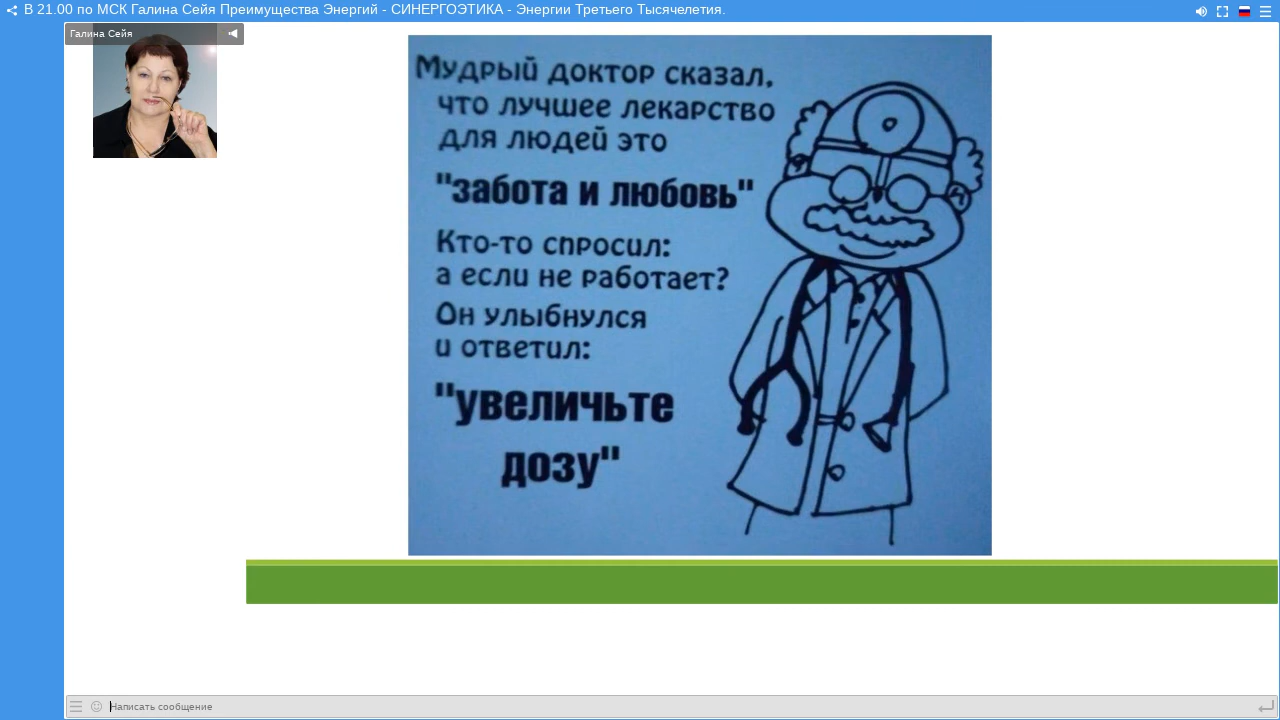 В 21.00 по МСК Галина Сейя Преимущества Энергий - СИНЕРГОЭТИКА - Энергии Третьего Тысячелетия.
Галина Сейя
Мудрый доктор сказал,
что лучшее лекарство
для людей это
"забота и любовь"
Кто-то спросил:
а если не работает?
Он улыбнулся
и ответил:
"увеличьте
дозу"
Написать сообщение